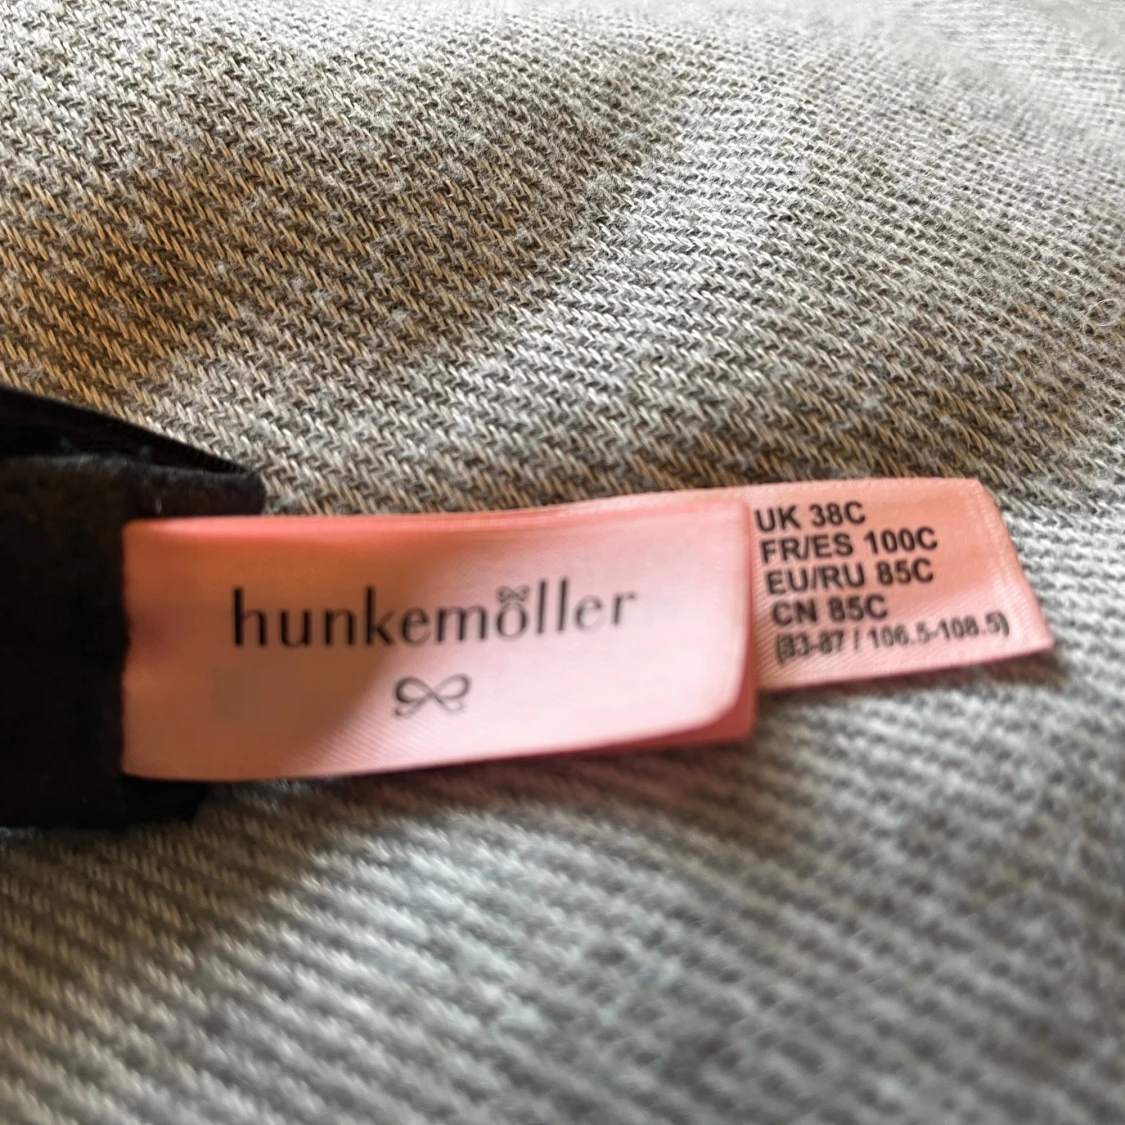 hunkemöller
UK 38C
FR/ES 100C
EU/RU 85C
CN 85C
(83-87 / 106.5-108.5)